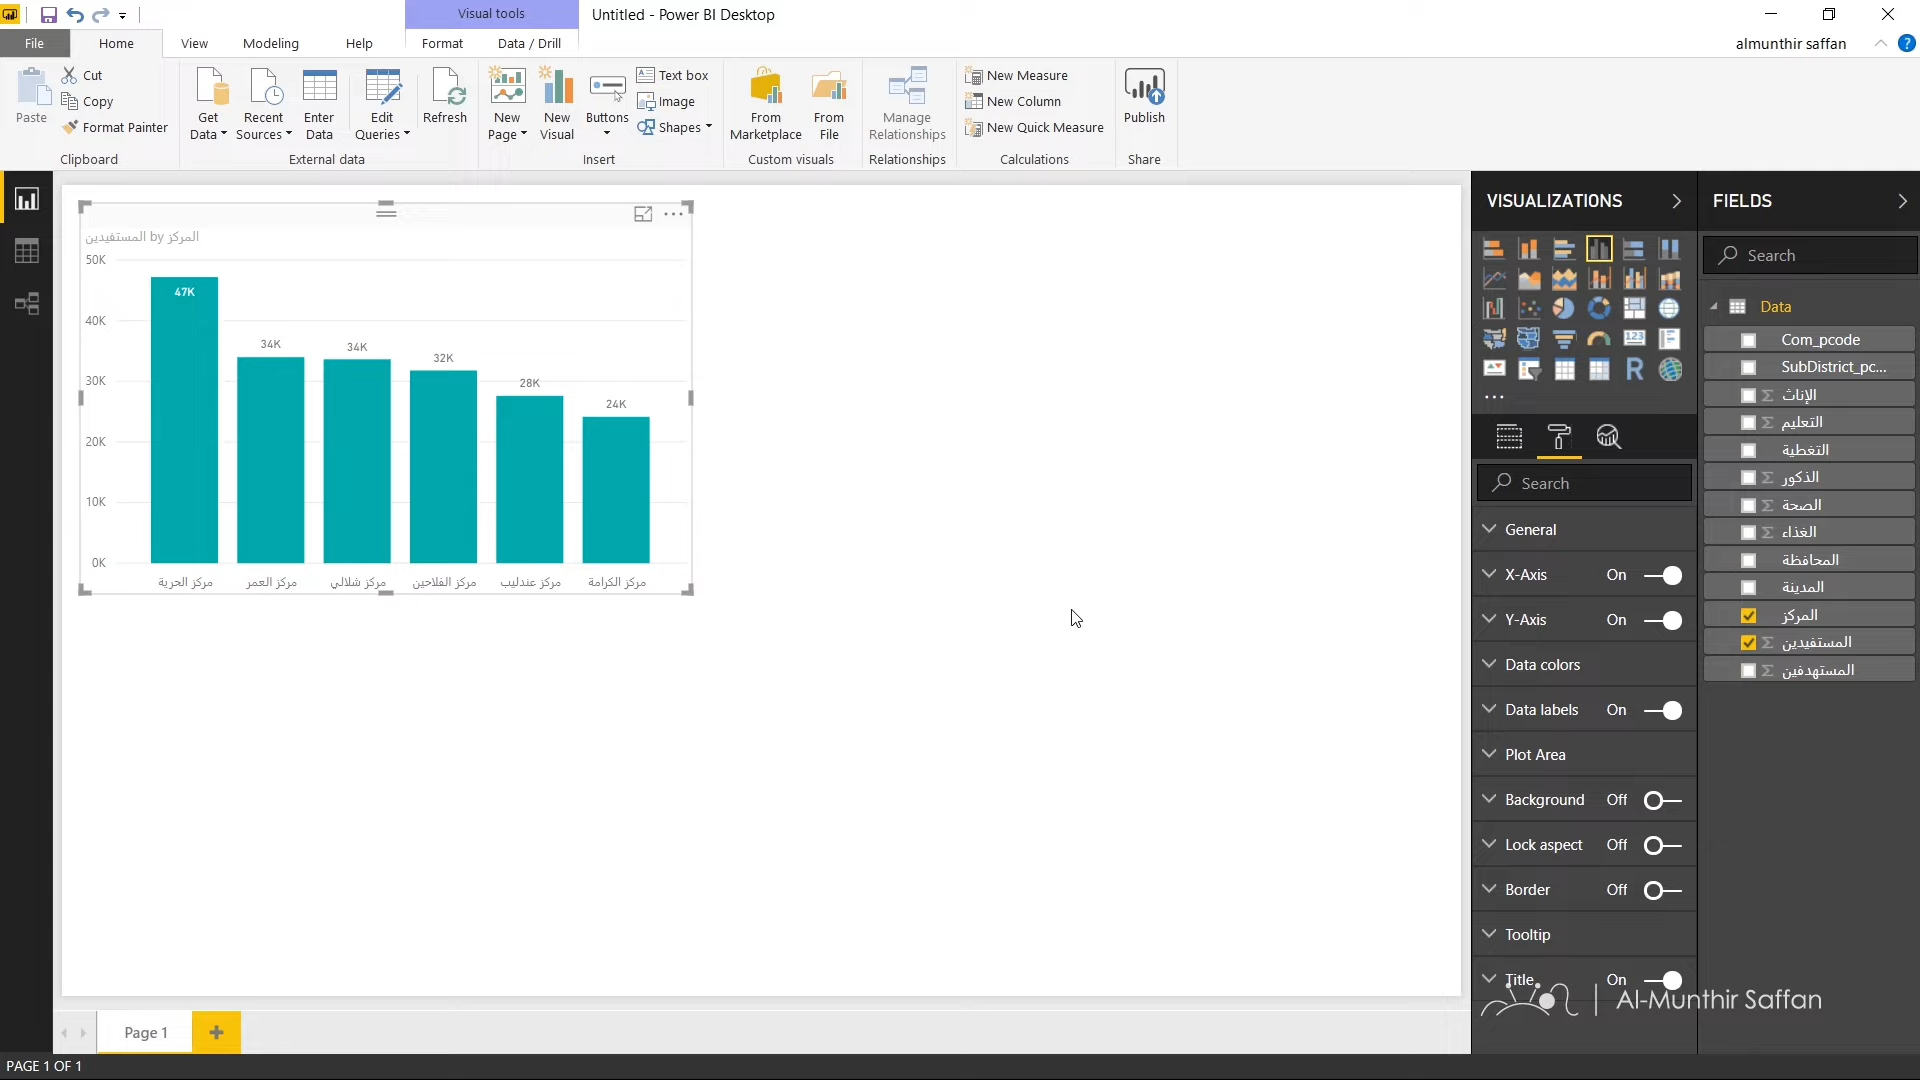 Visual tools
Untitled - Power BI Desktop
File
Home
View
Modeling
Help
Format
Data / Drill
almunthir saffan
?
Paste
Cut
Copy
Format Painter
Clipboard
Get Data
Recent Sources
Enter Data
Edit Queries
Refresh
External data
New Page
New Visual
Buttons
Text box
Image
Shapes
Insert
From Marketplace
From File
Custom visuals
Manage Relationships
Relationships
New Measure
New Column
New Quick Measure
Calculations
Publish
Share
المستفيدين by المركز
50K
40K
30K
20K
10K
0K
47K
34K
34K
32K
28K
24K
مركز الحرية
مركز العمر
مركز شلالي
مركز الفلاحين
مركز عندليب
مركز الكرامة
VISUALIZATIONS
123
R
Search
General
X-Axis On
Y-Axis On
Data colors
Data labels On
Plot Area
Background Off
Lock aspect Off
Border Off
Tooltip
Title On
FIELDS
Search
Data
Com_pcode
SubDistrict_pc...
الإناث
التعليم
التغطية
الذكور
الصحة
الغذاء
المحافظة
المدينة
المركز
المستفيدين
المستهدفين
Al-Munthir Saffan
Page 1
PAGE 1 OF 1